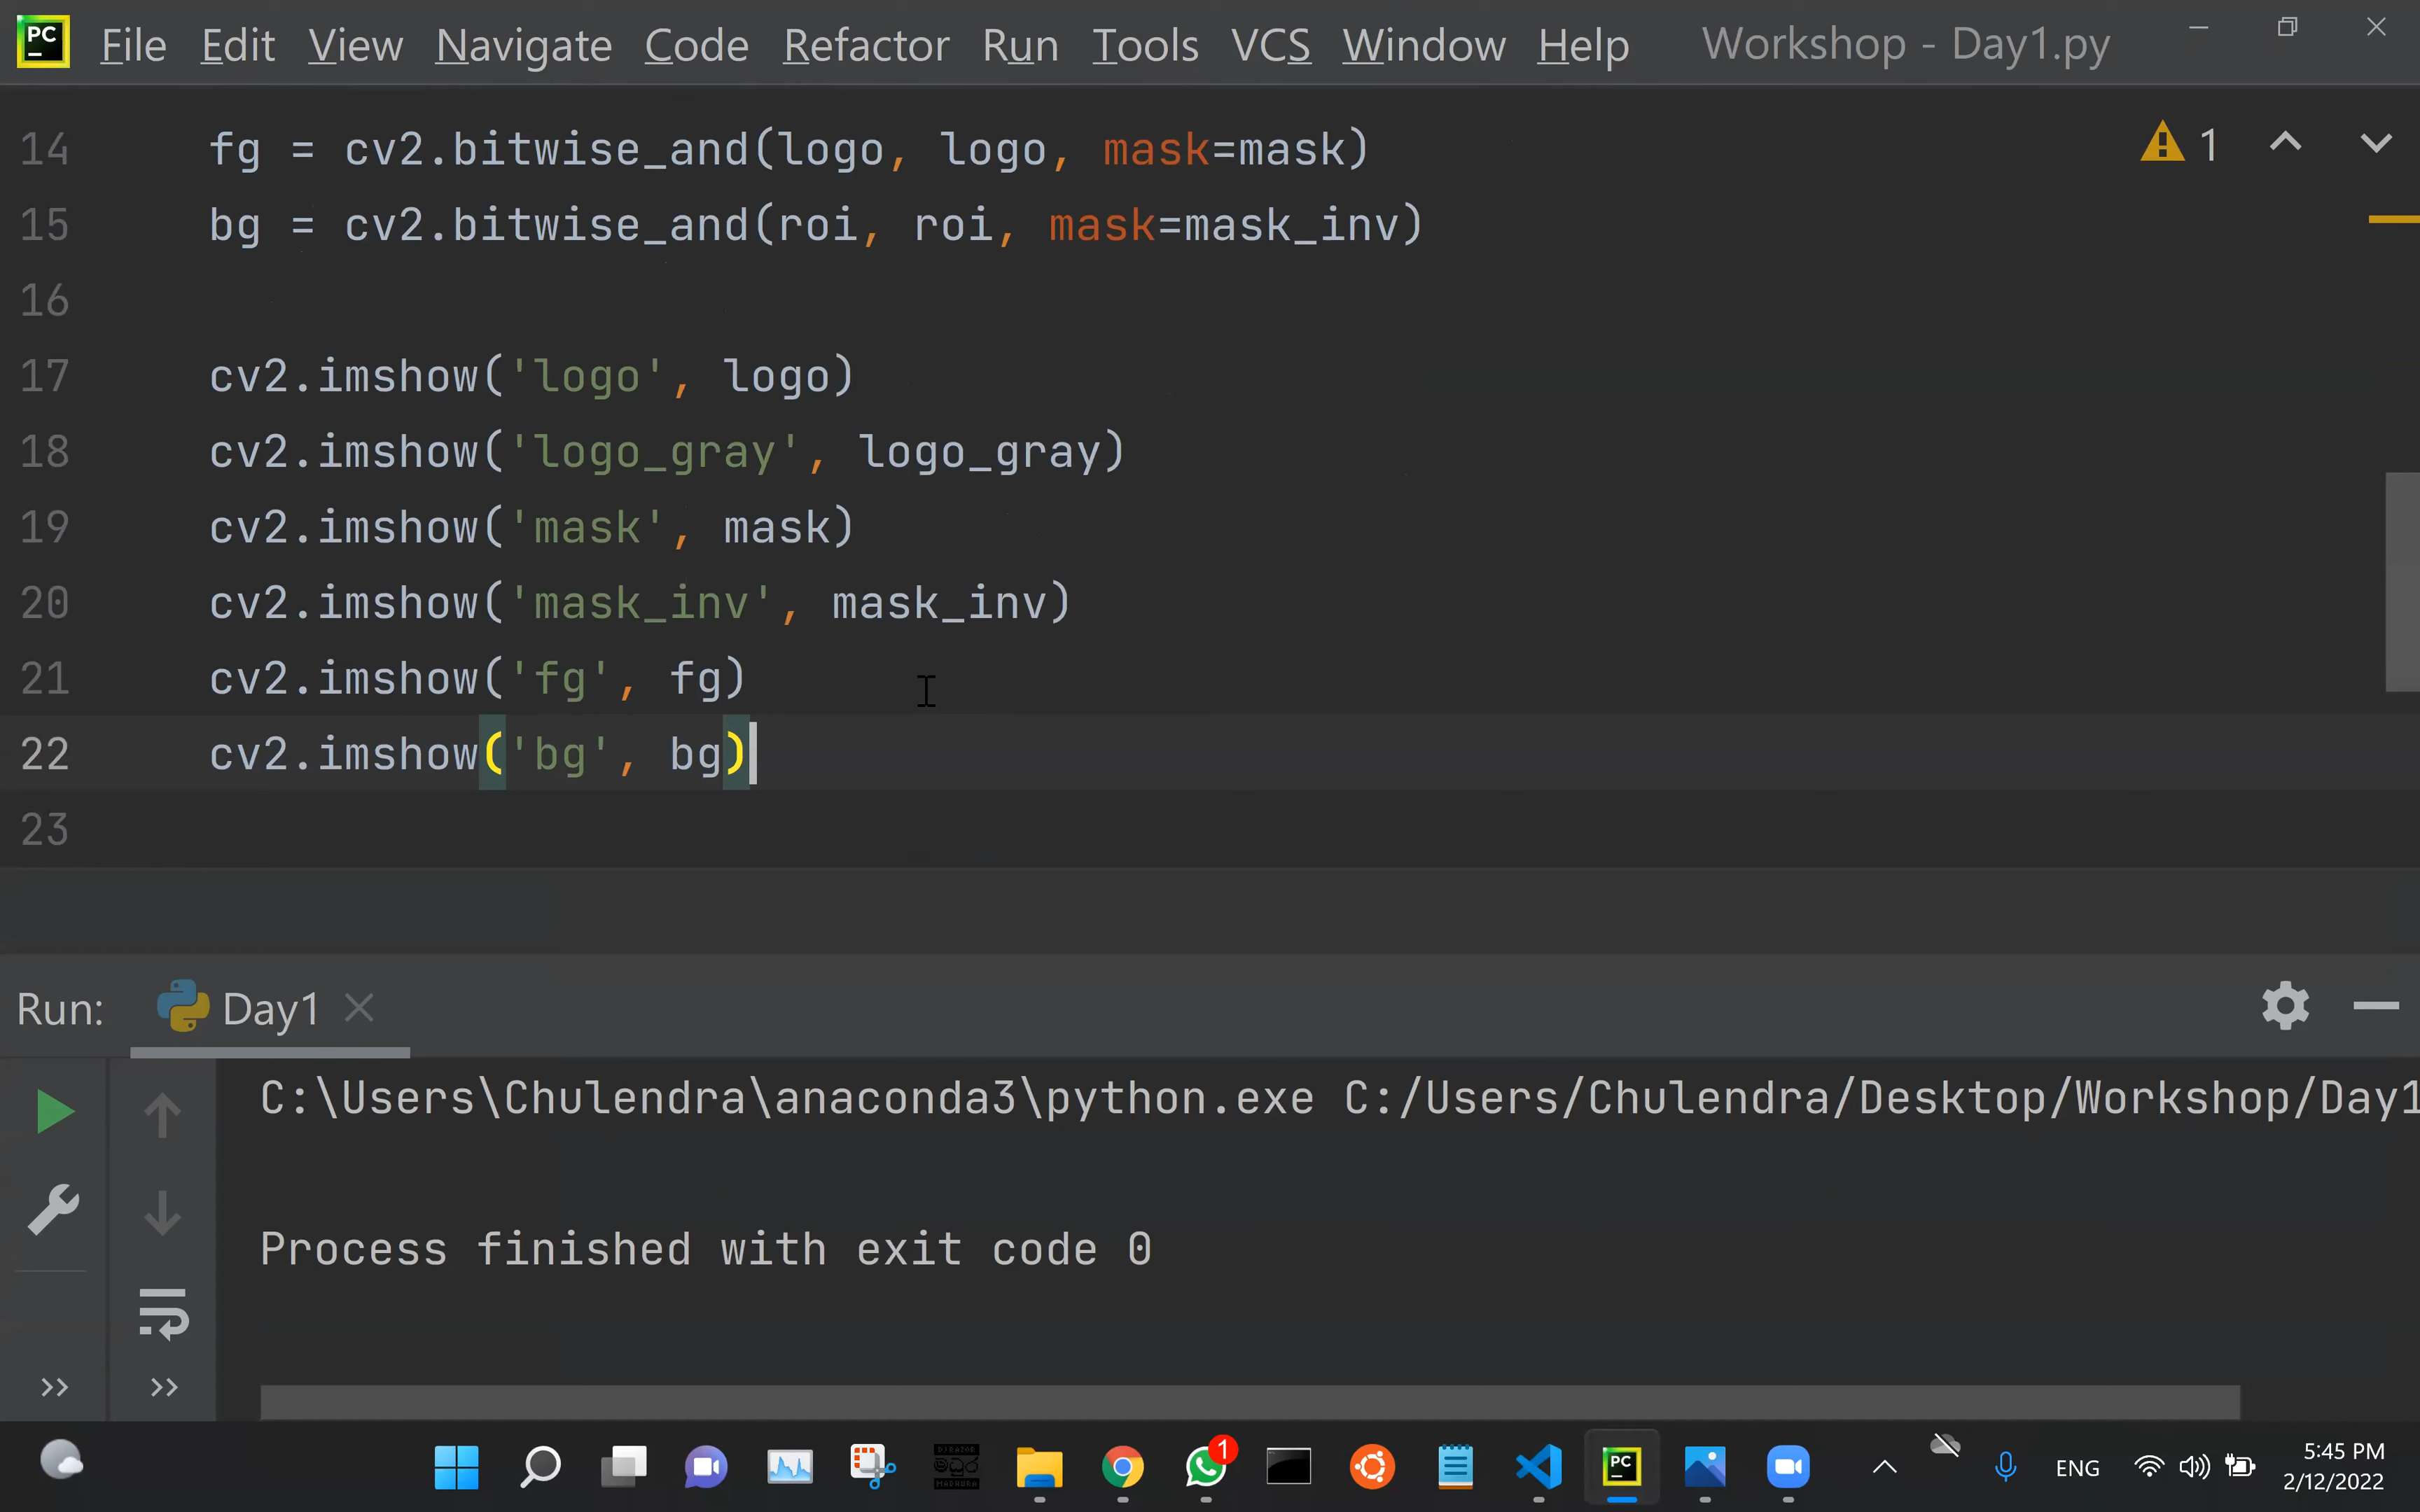 PC File Edit View Navigate Code Refactor Run Tools VCS Window Help Workshop - Day1.py
14 fg = cv2.bitwise_and(logo, logo, mask=mask)
1
15 bg = cv2.bitwise_and(roi, roi, mask=mask_inv)
16
17 cv2.imshow('logo', logo)
18 cv2.imshow('logo_gray', logo_gray)
19 cv2.imshow('mask', mask)
20 cv2.imshow('mask_inv', mask_inv)
21 cv2.imshow('fg', fg)
22 cv2.imshow('bg', bg)
23
Run: Day1
C:\Users\Chulendra\anaconda3\python.exe C:/Users/Chulendra/Desktop/Workshop/Day1
Process finished with exit code 0
1
PC
ENG
5:45 PM
2/12/2022